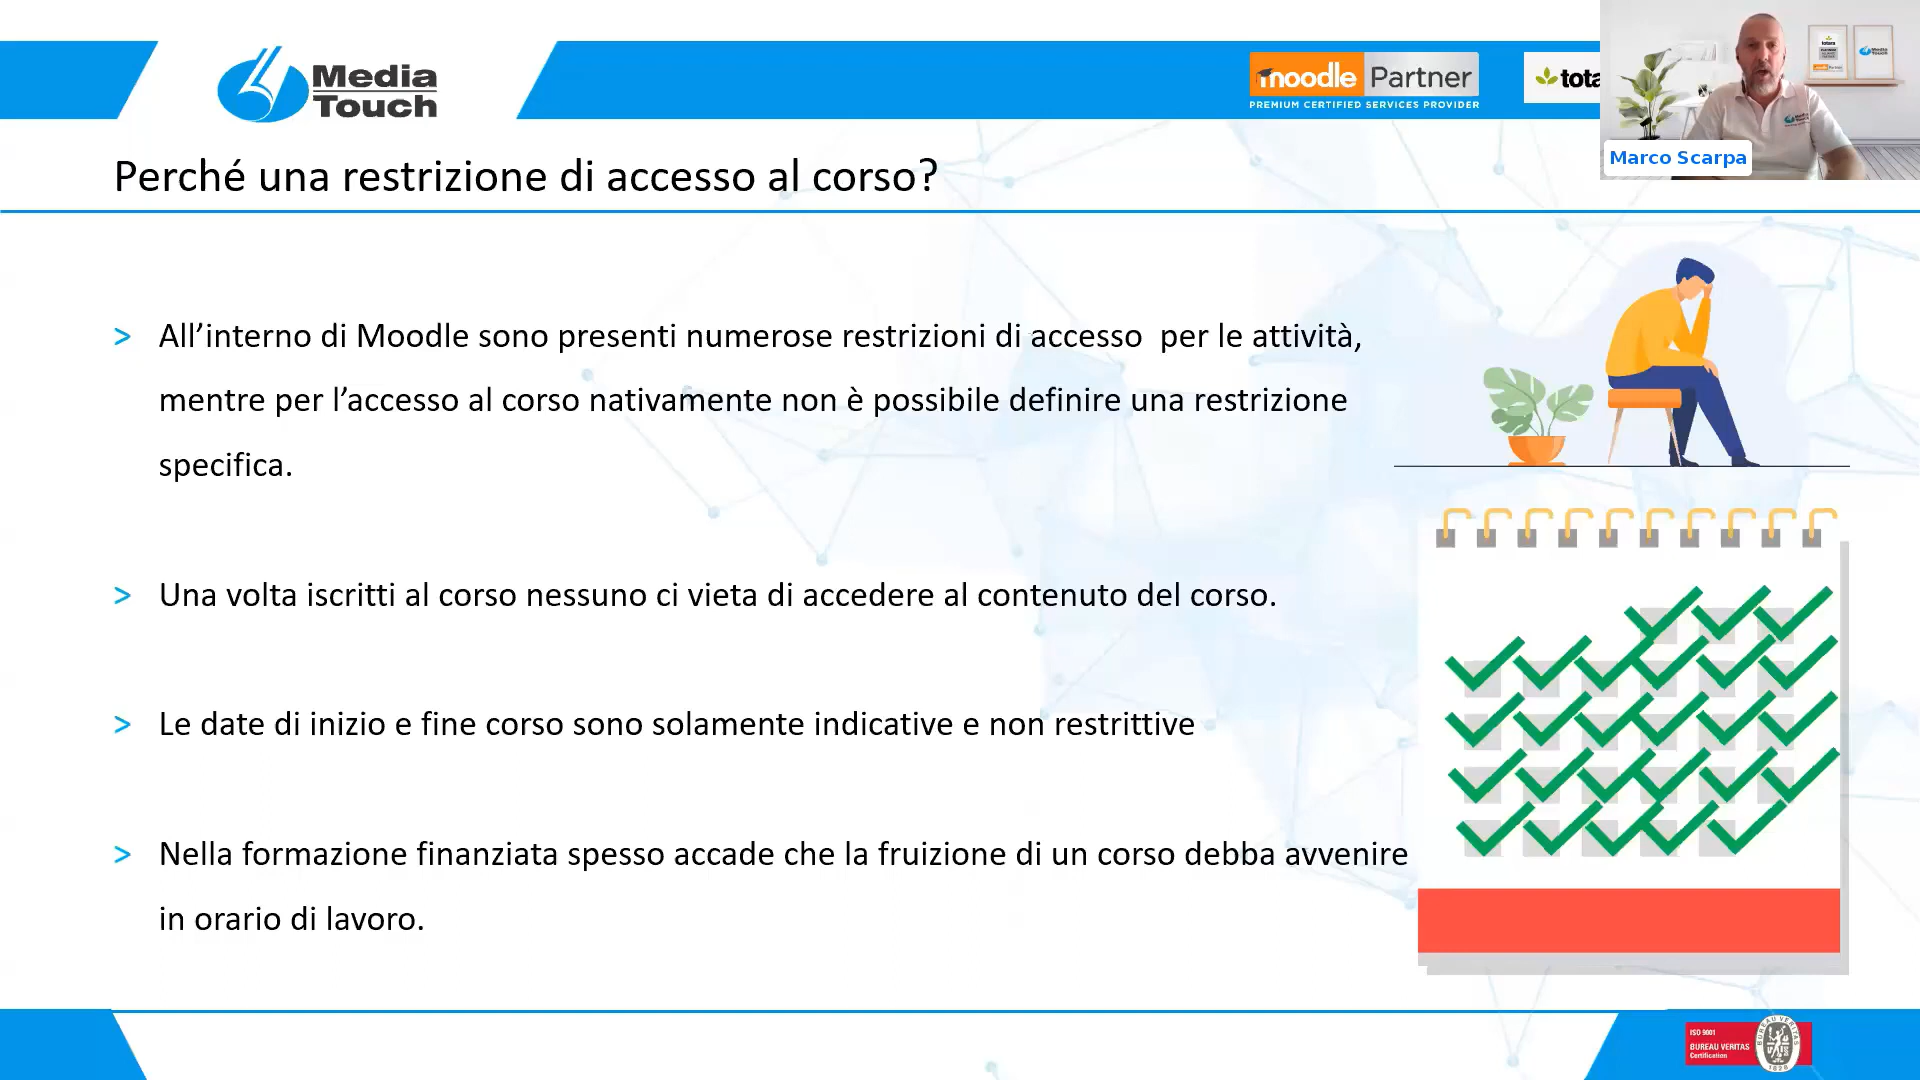 Media
Touch
moodle Partner
PREMIUM CERTIFIED SERVICES PROVIDER
Marco Scarpa
Perché una restrizione di accesso al corso?
> All’interno di Moodle sono presenti numerose restrizioni di accesso per le attività,
mentre per l’accesso al corso nativamente non è possibile definire una restrizione
specifica.
> Una volta iscritti al corso nessuno ci vieta di accedere al contenuto del corso.
> Le date di inizio e fine corso sono solamente indicative e non restrittive
> Nella formazione finanziata spesso accade che la fruizione di un corso debba avvenire
in orario di lavoro.
ISO 9001
BUREAU VERITAS
Certification
BUREAU VERITAS
1828